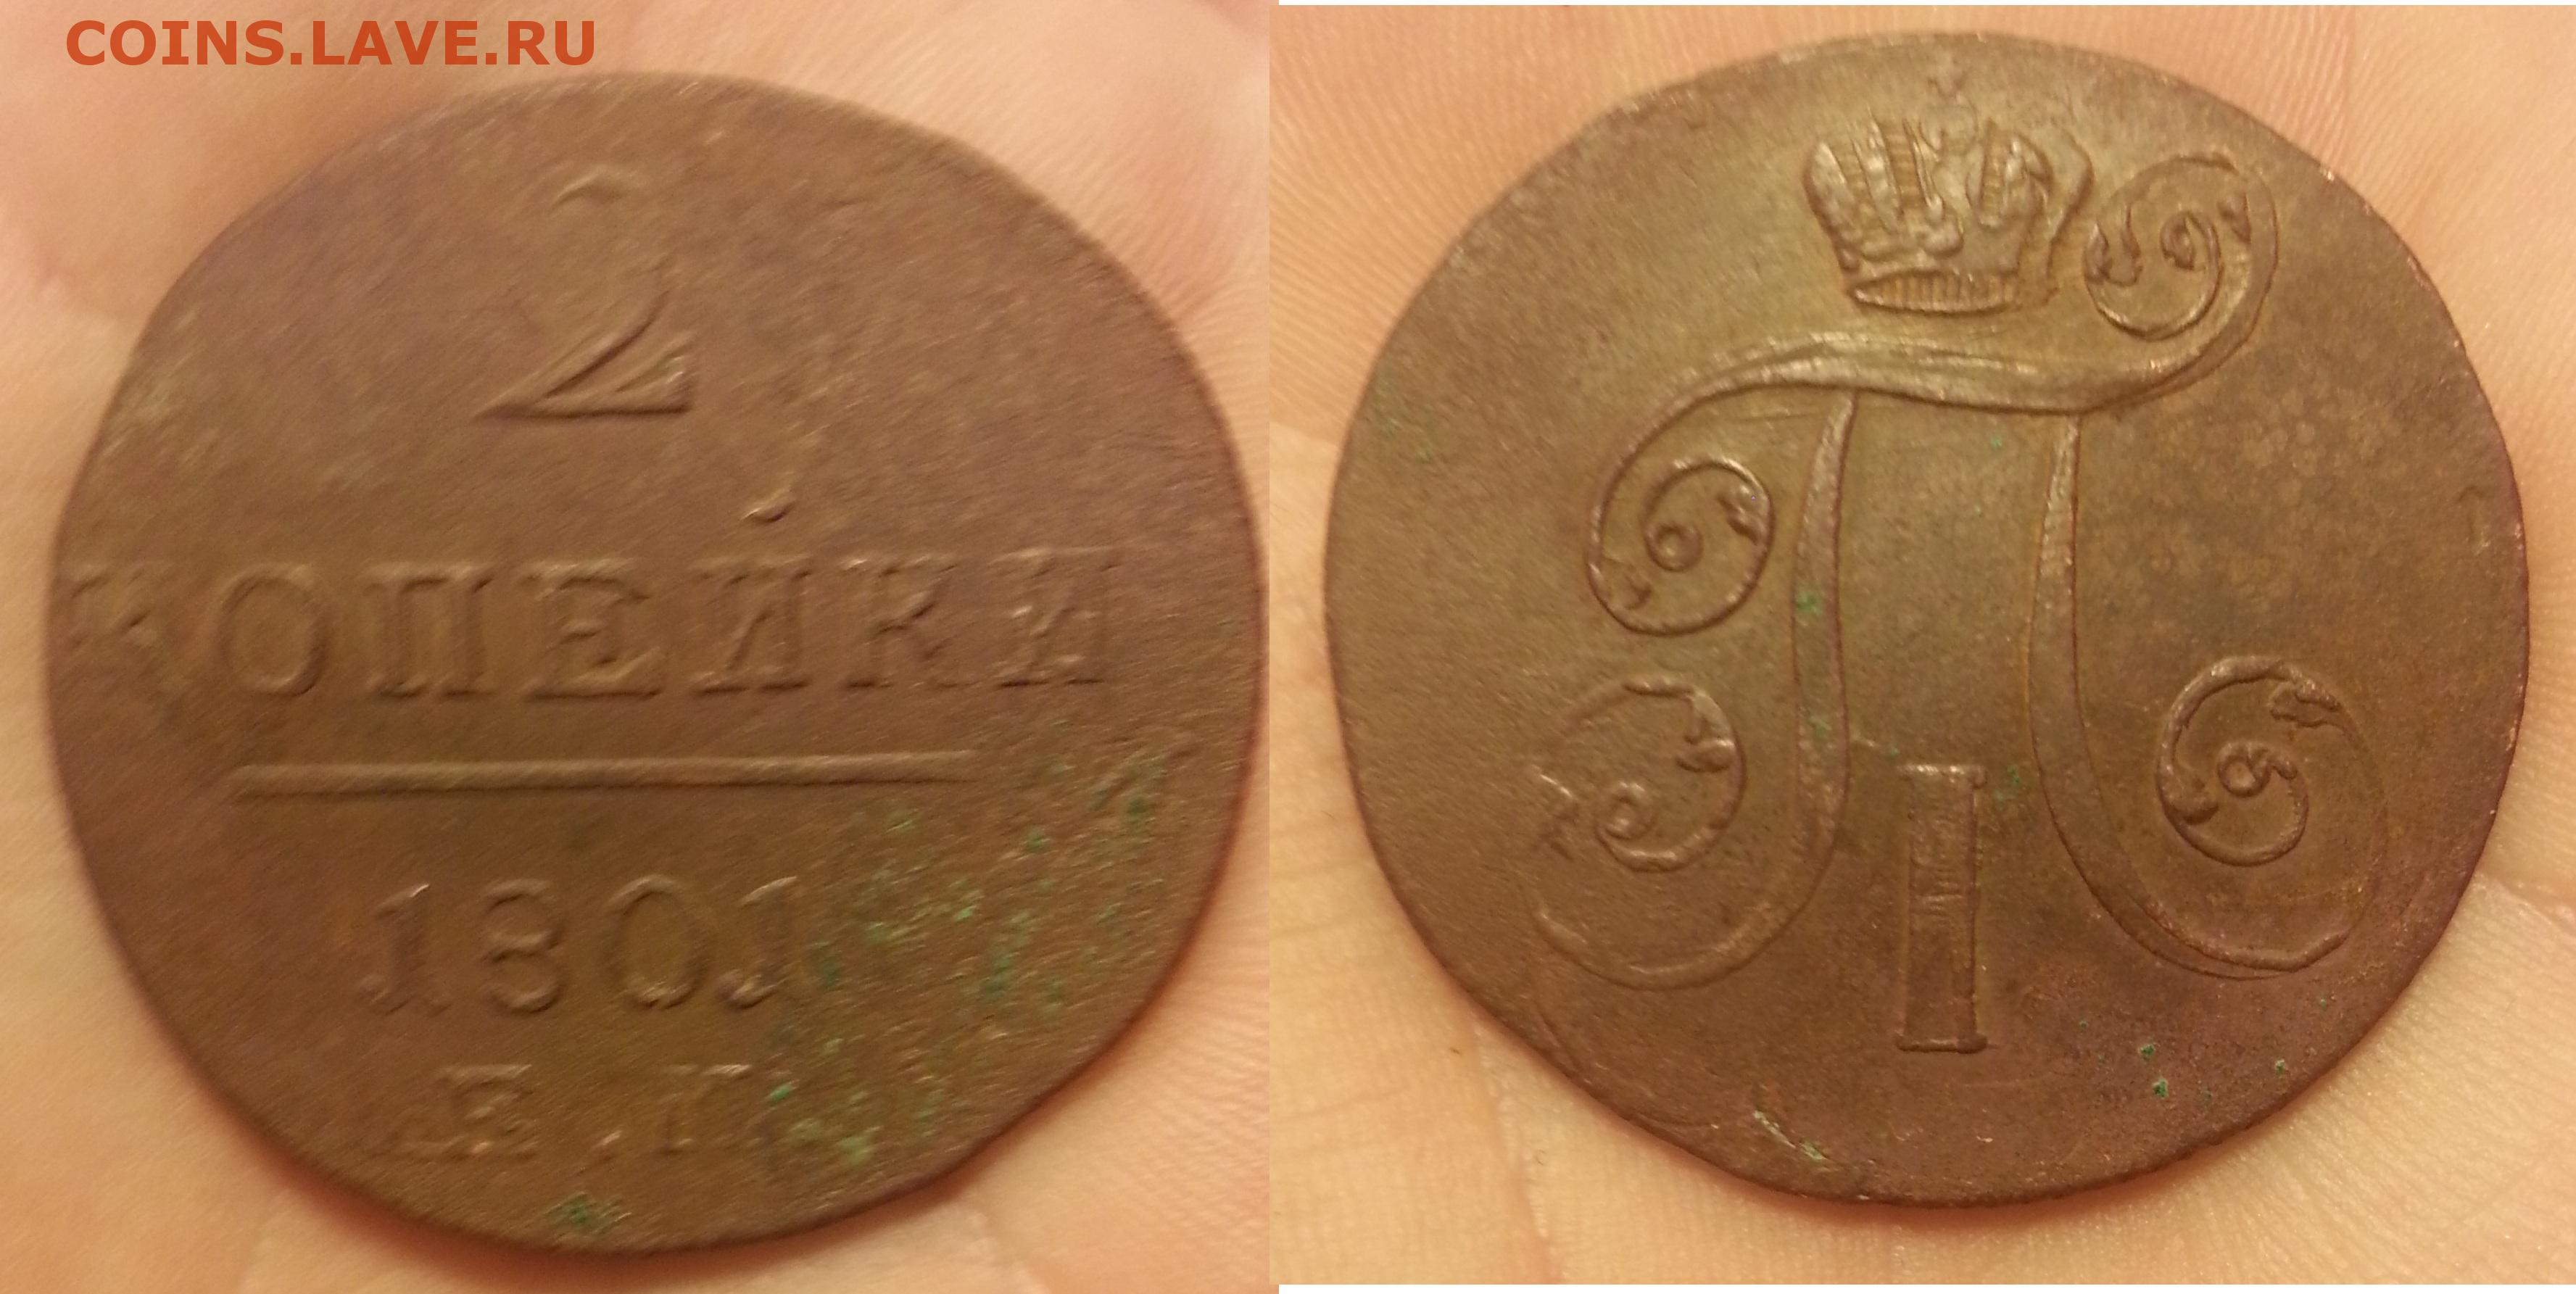 COINS.LAVE.RU
2
КОПЕЙКИ
1801
Е.М
П
I